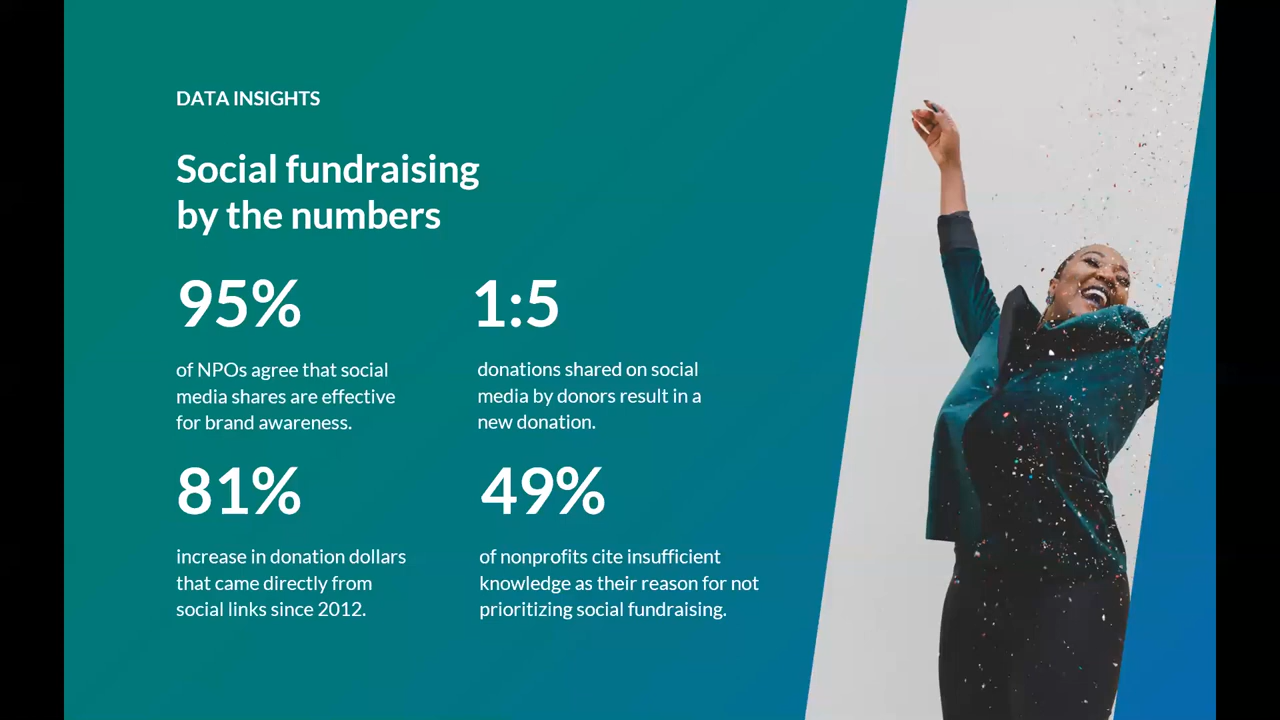 DATA INSIGHTS
Social fundraising
by the numbers
95%
of NPOs agree that social
media shares are effective
for brand awareness.
1:5
donations shared on social
media by donors result in a
new donation.
81%
increase in donation dollars
that came directly from
social links since 2012.
49%
of nonprofits cite insufficient
knowledge as their reason for not
prioritizing social fundraising.